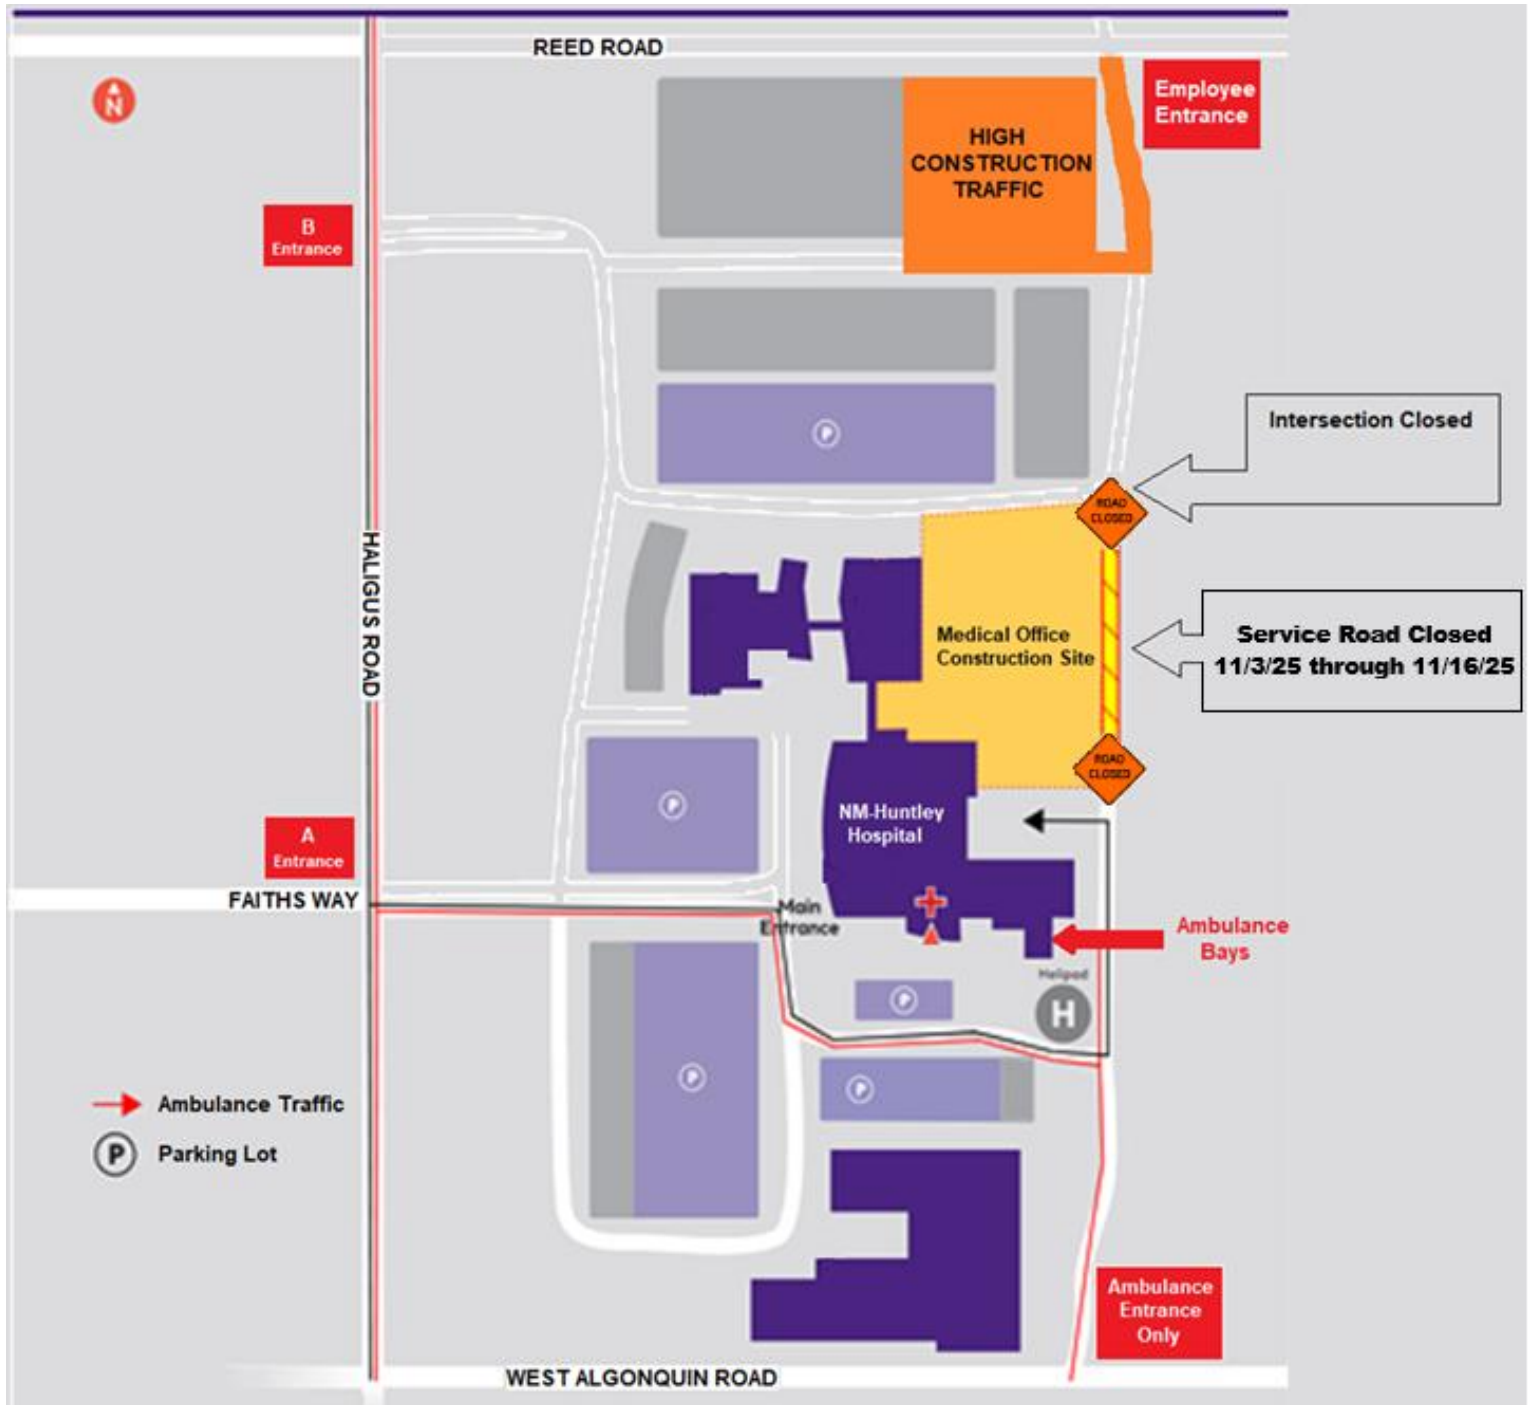 REED ROAD
N
Employee
Entrance
HIGH
CONSTRUCTION
TRAFFIC
B
Entrance
P
Intersection Closed
ROAD
CLOSED
HALIGUS ROAD
Medical Office
Construction Site
Service Road Closed
11/3/25 through 11/16/25
ROAD
CLOSED
P
NM-Huntley
Hospital
A
Entrance
FAITHS WAY
Main
Entrance
Ambulance
Bays
Helipad
H
P
P
P
Ambulance Traffic
P
Parking Lot
Ambulance
Entrance
Only
WEST ALGONQUIN ROAD